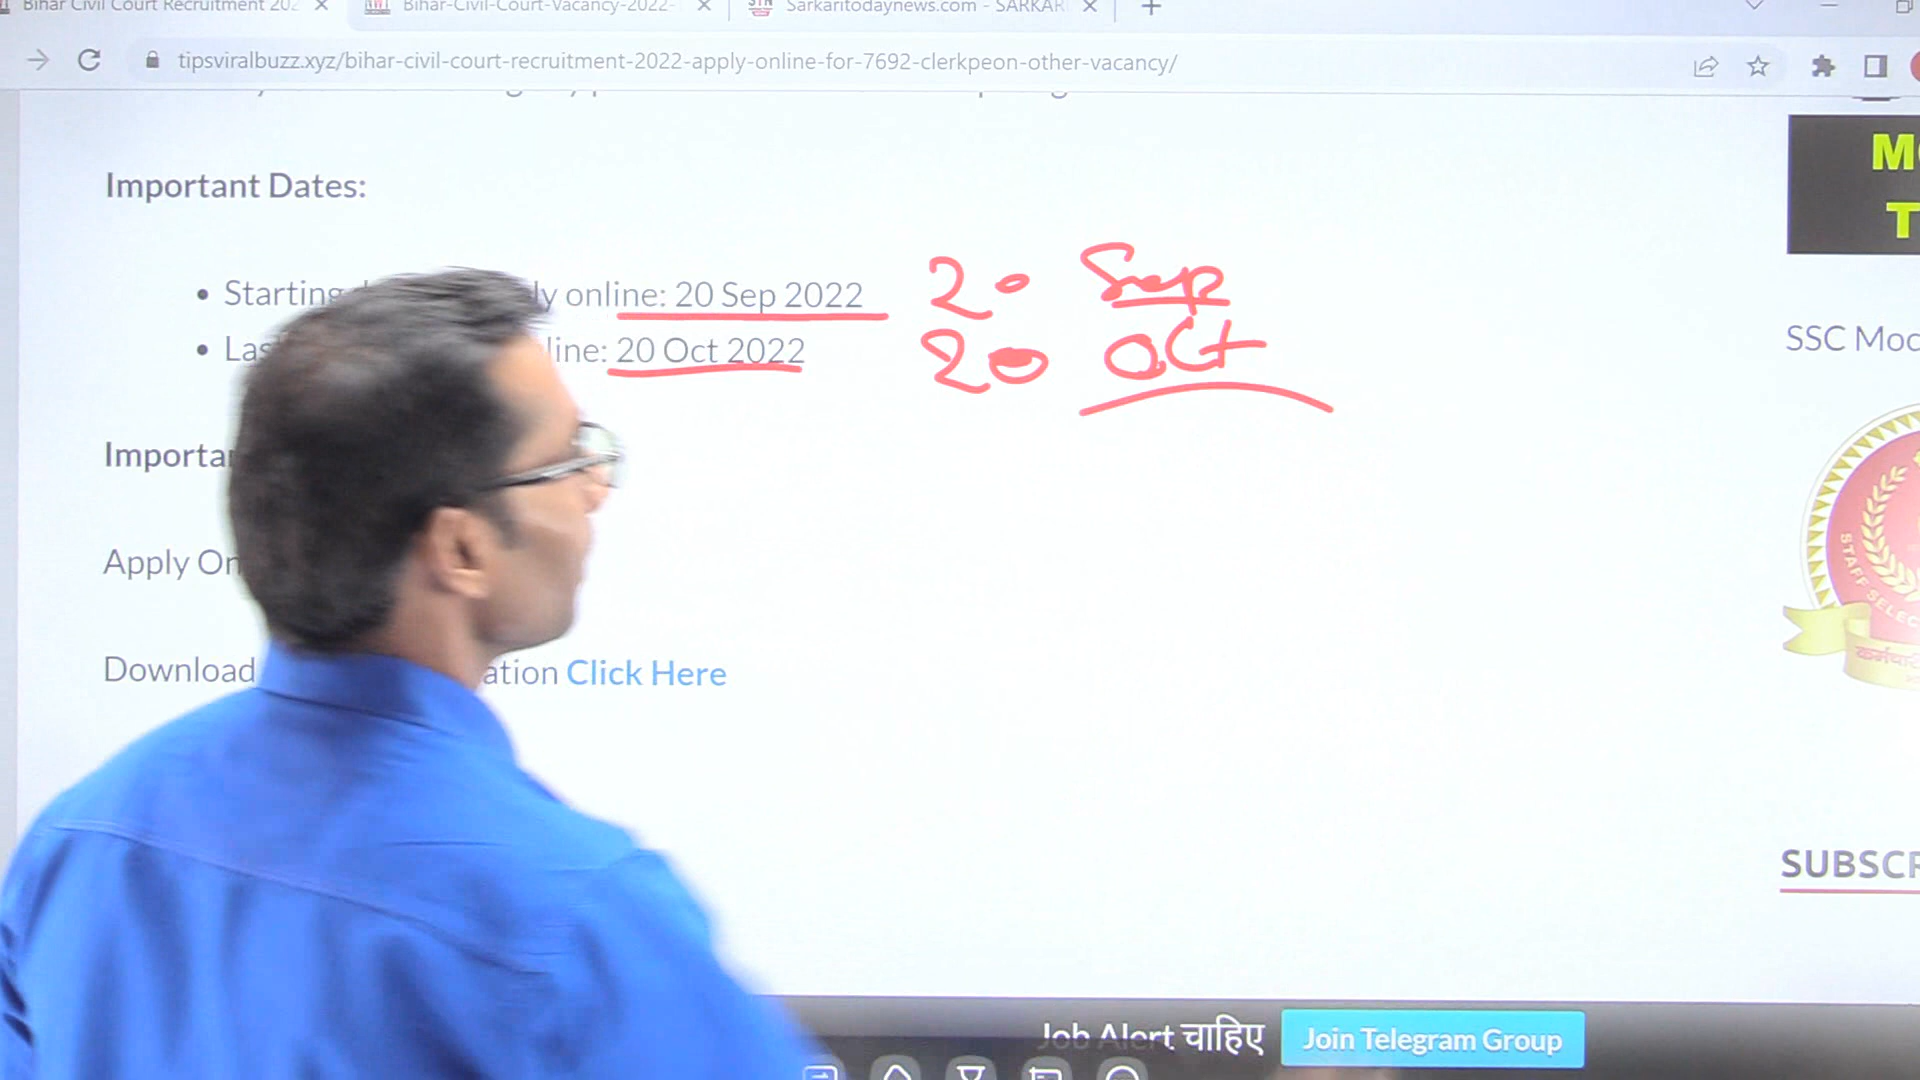 Bihar Civil Court Recruitment 202
Bihar-Civil-Court-Vacancy-2022-
Sarkaritodaynews.com - SARKARI
tipsviralbuzz.xyz/bihar-civil-court-recruitment-2022-apply-online-for-7692-clerkpeon-other-vacancy/
Important Dates:
Starting ly online: 20 Sep 2022
20 Sep
Las line: 20 Oct 2022
20 Oct
Importa
Apply On
Download ation Click Here
M
T
SSC Moc
STAFF SELEC
SUBSCR
Job Alert चाहिए
Join Telegram Group